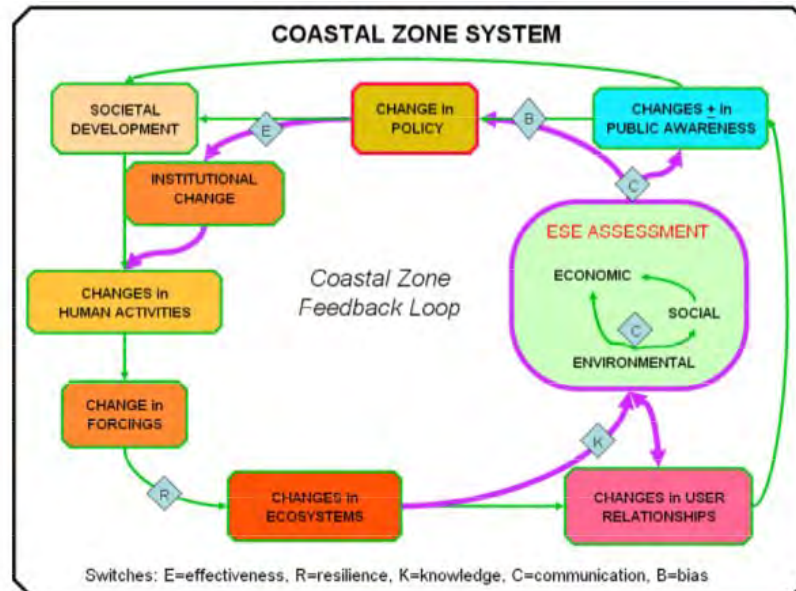 COASTAL ZONE SYSTEM
SOCIETAL
DEVELOPMENT
CHANGE in
POLICY
CHANGES + in
PUBLIC AWARENESS
E
B
C
INSTITUTIONAL
CHANGE
ESE ASSESSMENT
ECONOMIC
SOCIAL
C
ENVIRONMENTAL
Coastal Zone
Feedback Loop
CHANGES in
HUMAN ACTIVITIES
CHANGE in
FORCINGS
R
K
CHANGES in
ECOSYSTEMS
CHANGES in USER
RELATIONSHIPS
Switches: E=effectiveness, R=resilience, K=knowledge, C=communication, B=bias